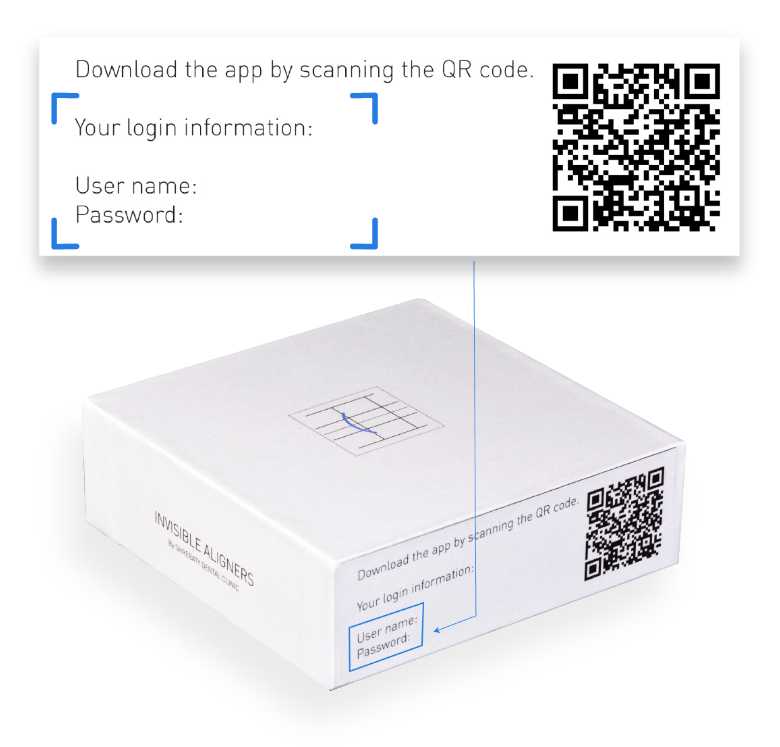 Download the app by scanning the QR code.
Your login information:
User name:
Password:
INVISIBLE ALIGNERS
By SHREBATY DENTAL CLINIC
Download the app by scanning the QR code.
Your login information:
User name:
Password: